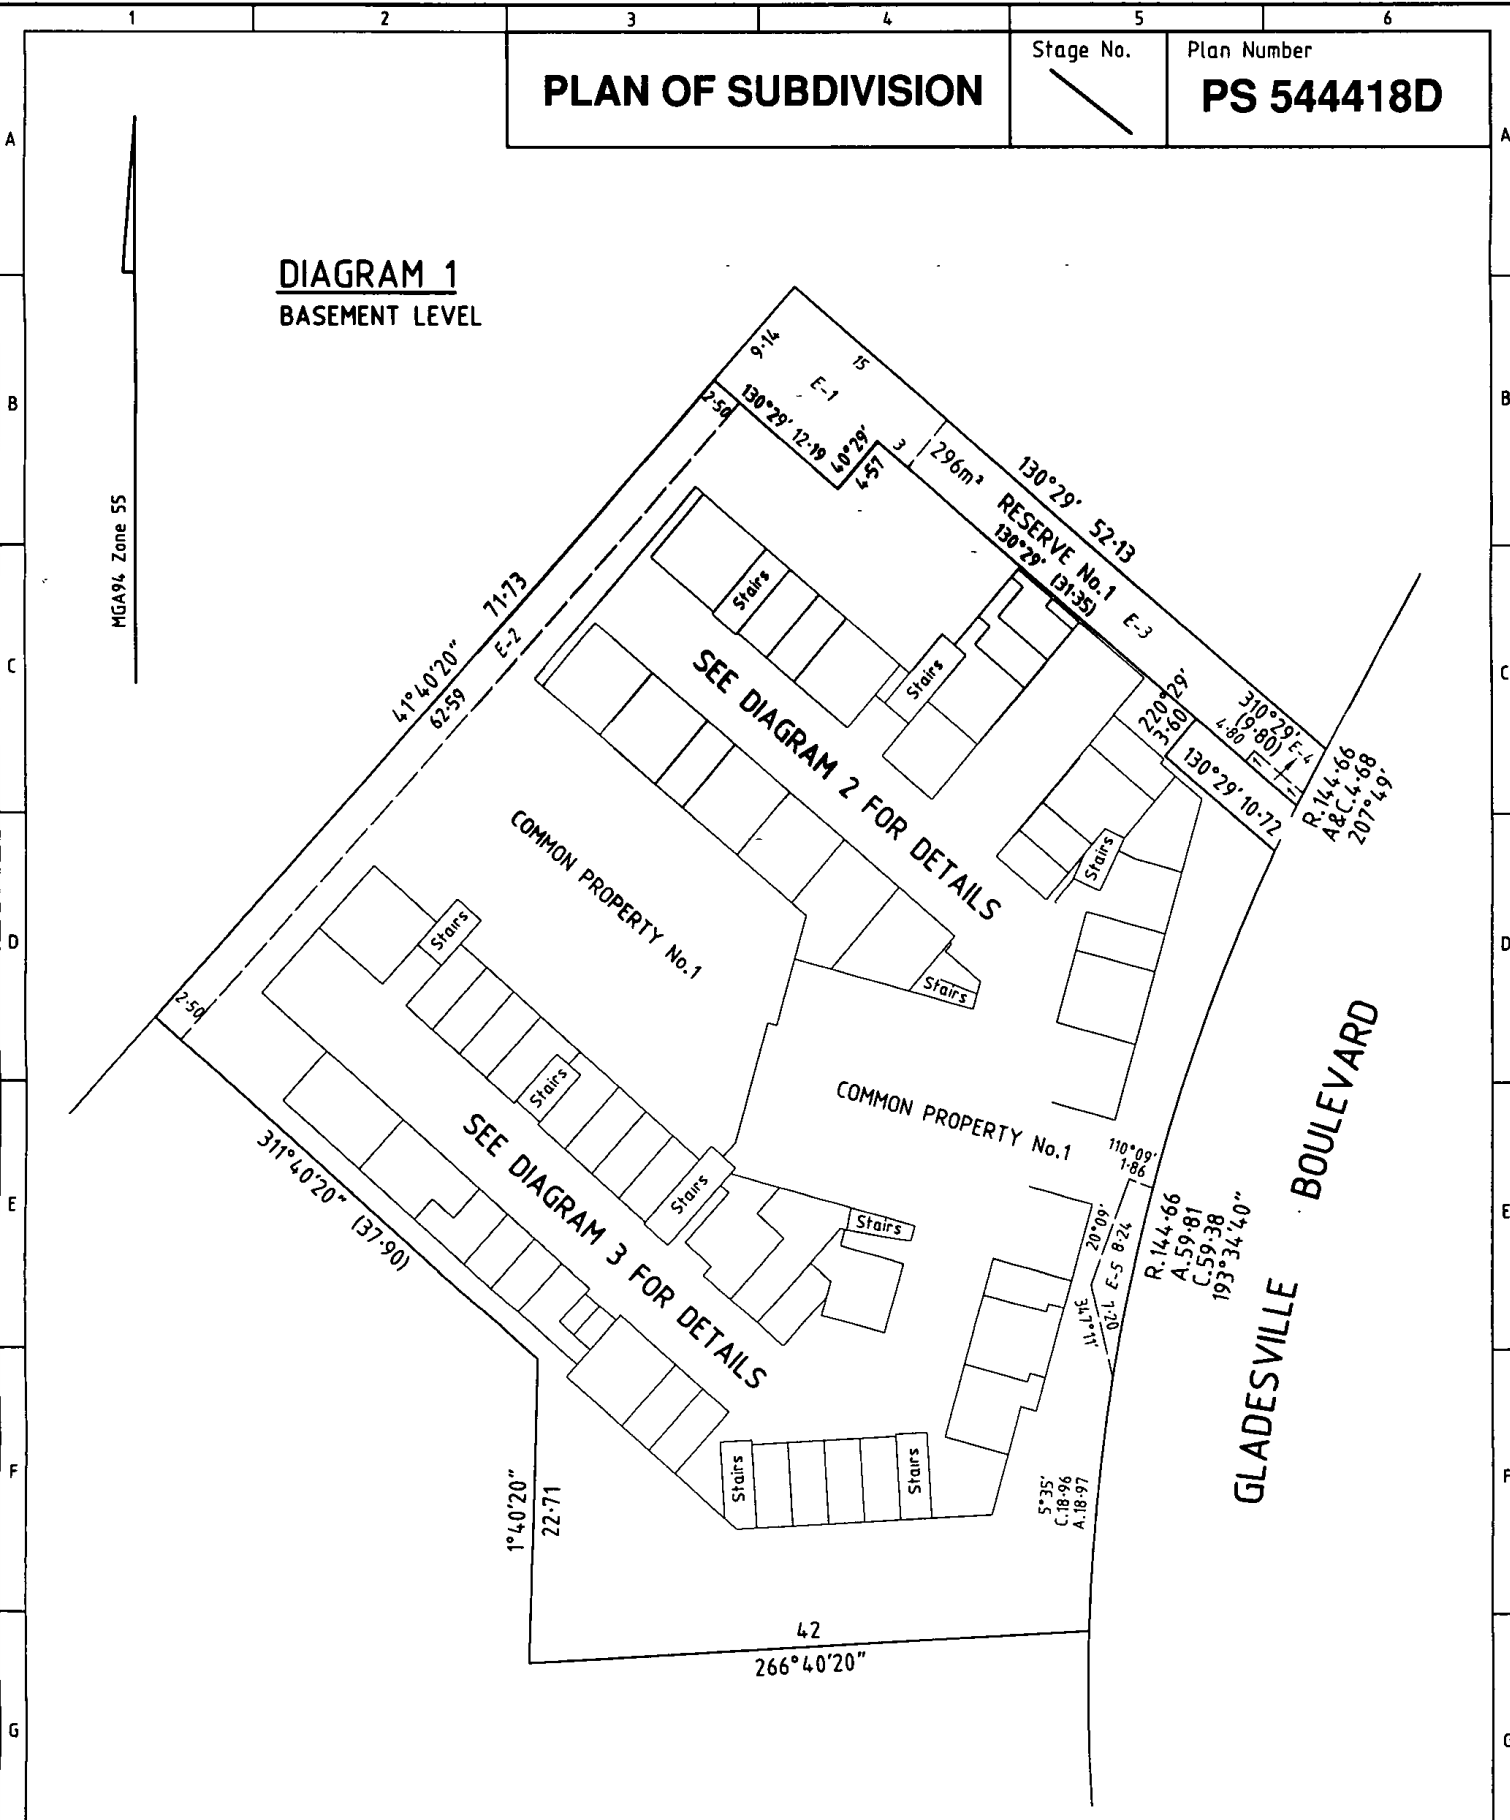 1 2 3 4 5 6
PLAN OF SUBDIVISION
Stage No.
Plan Number
PS 544418D
A
A
B
B
C
C
D
D
E
E
F
F
G
G
MGA94 Zone 55
DIAGRAM 1
BASEMENT LEVEL
9·14
15
E-1
2·50
130°29' 12·19
40°29'
4·57
3
296m²
RESERVE No.1
130°29' 52·13
130°29' (31·35)
E-3
71·73
41°40'20"
E-2
62·59
Stairs
Stairs
SEE DIAGRAM 2 FOR DETAILS
220°29'
3·60
310°29'
(9·80)
4·80
E-4
1
1
130°29' 10·72
R.144·66
A&C.4·68
207°49'
Stairs
COMMON PROPERTY No.1
Stairs
Stairs
2·50
Stairs
COMMON PROPERTY No.1
110°09'
1·86
GLADESVILLE BOULEVARD
311°40'20" (37·90)
SEE DIAGRAM 3 FOR DETAILS
Stairs
Stairs
20°09'
8·24
E-5
7·20
347°11'
R.144·66
A.59·81
C.59·38
193°34'40"
Stairs
Stairs
5°35'
C.18·96
A.18·97
1°40'20"
22·71
42
266°40'20"